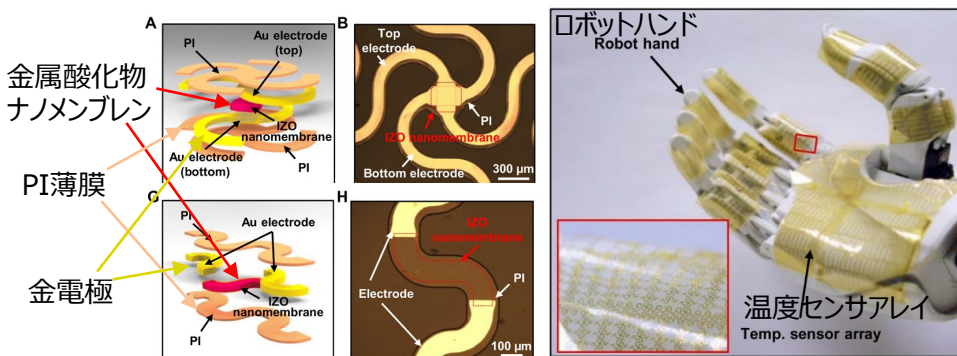 金属酸化物
ナノメンブレン
PI薄膜
金電極
A
PI
Au electrode
(top)
IZO
nanomembrane
Au electrode
(bottom)
PI
B
Top
electrode
PI
IZO nanomembrane
Bottom electrode
300 μm
G
PI
Au electrode
IZO
nanomembrane
PI
H
IZO
nanomembrane
PI
Electrode
100 μm
ロボットハンド
Robot hand
温度センサアレイ
Temp. sensor array